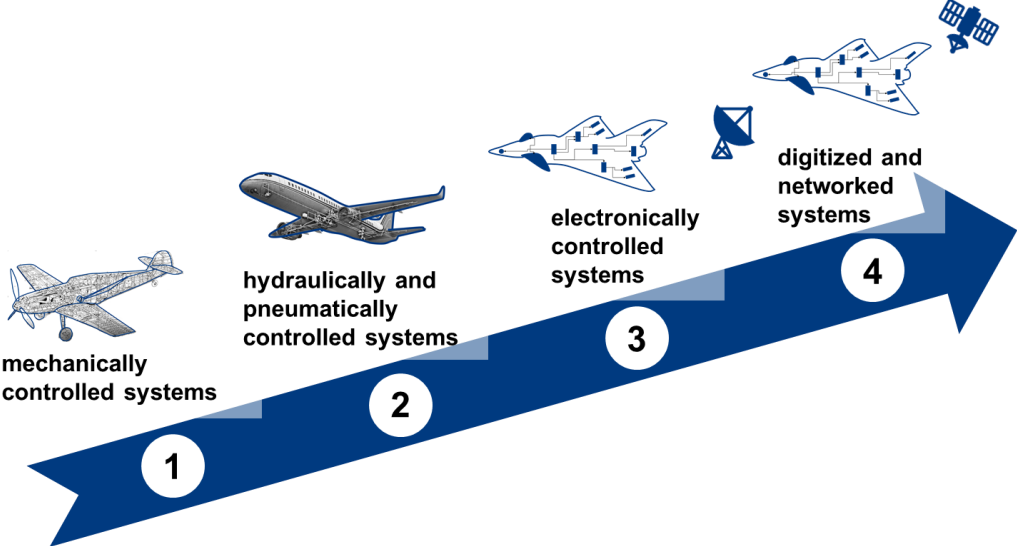 mechanically
controlled systems
1
hydraulically and
pneumatically
controlled systems
2
electronically
controlled
systems
3
digitized and
networked
systems
4